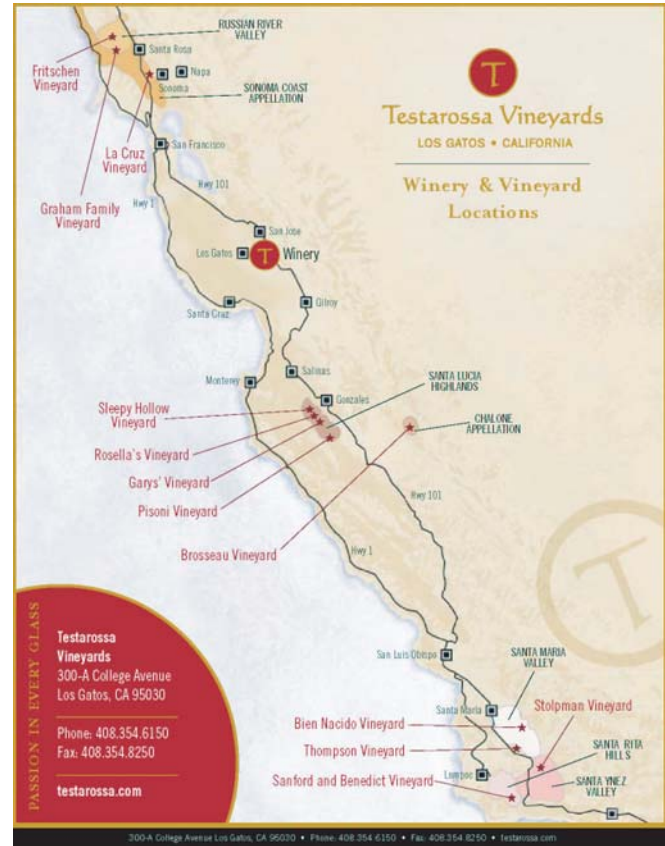 RUSSIAN RIVER
VALLEY
Santa Rosa
Fritschen
Vineyard
Napa
Sonoma
SONOMA COAST
APPELLATION
La Cruz
Vineyard
San Francisco
Graham Family
Vineyard
Hwy 1
Hwy 101
T
Testarossa Vineyards
LOS GATOS • CALIFORNIA
Winery & Vineyard
Locations
San Jose
Los Gatos
T
Winery
Gilroy
Santa Cruz
Salinas
Monterey
SANTA LUCIA
HIGHLANDS
Gonzales
CHALONE
APPELLATION
Sleepy Hollow
Vineyard
Rosella's Vineyard
Garys' Vineyard
Pisoni Vineyard
Brosseau Vineyard
Hwy 101
Hwy 1
T
San Luis Obispo
SANTA MARIA
VALLEY
Santa Maria
Stolpman Vineyard
Bien Nacido Vineyard
Thompson Vineyard
SANTA RITA
HILLS
Lompoc
Sanford and Benedict Vineyard
SANTA YNEZ
VALLEY
PASSION IN EVERY GLASS
Testarossa
Vineyards
300-A College Avenue
Los Gatos, CA 95030
Phone: 408.354.6150
Fax: 408.354.8250
testarossa.com
300-A College Avenue Los Gatos, CA 95030 • Phone: 408.354.6150 • Fax: 408.354.8250 • testarossa.com